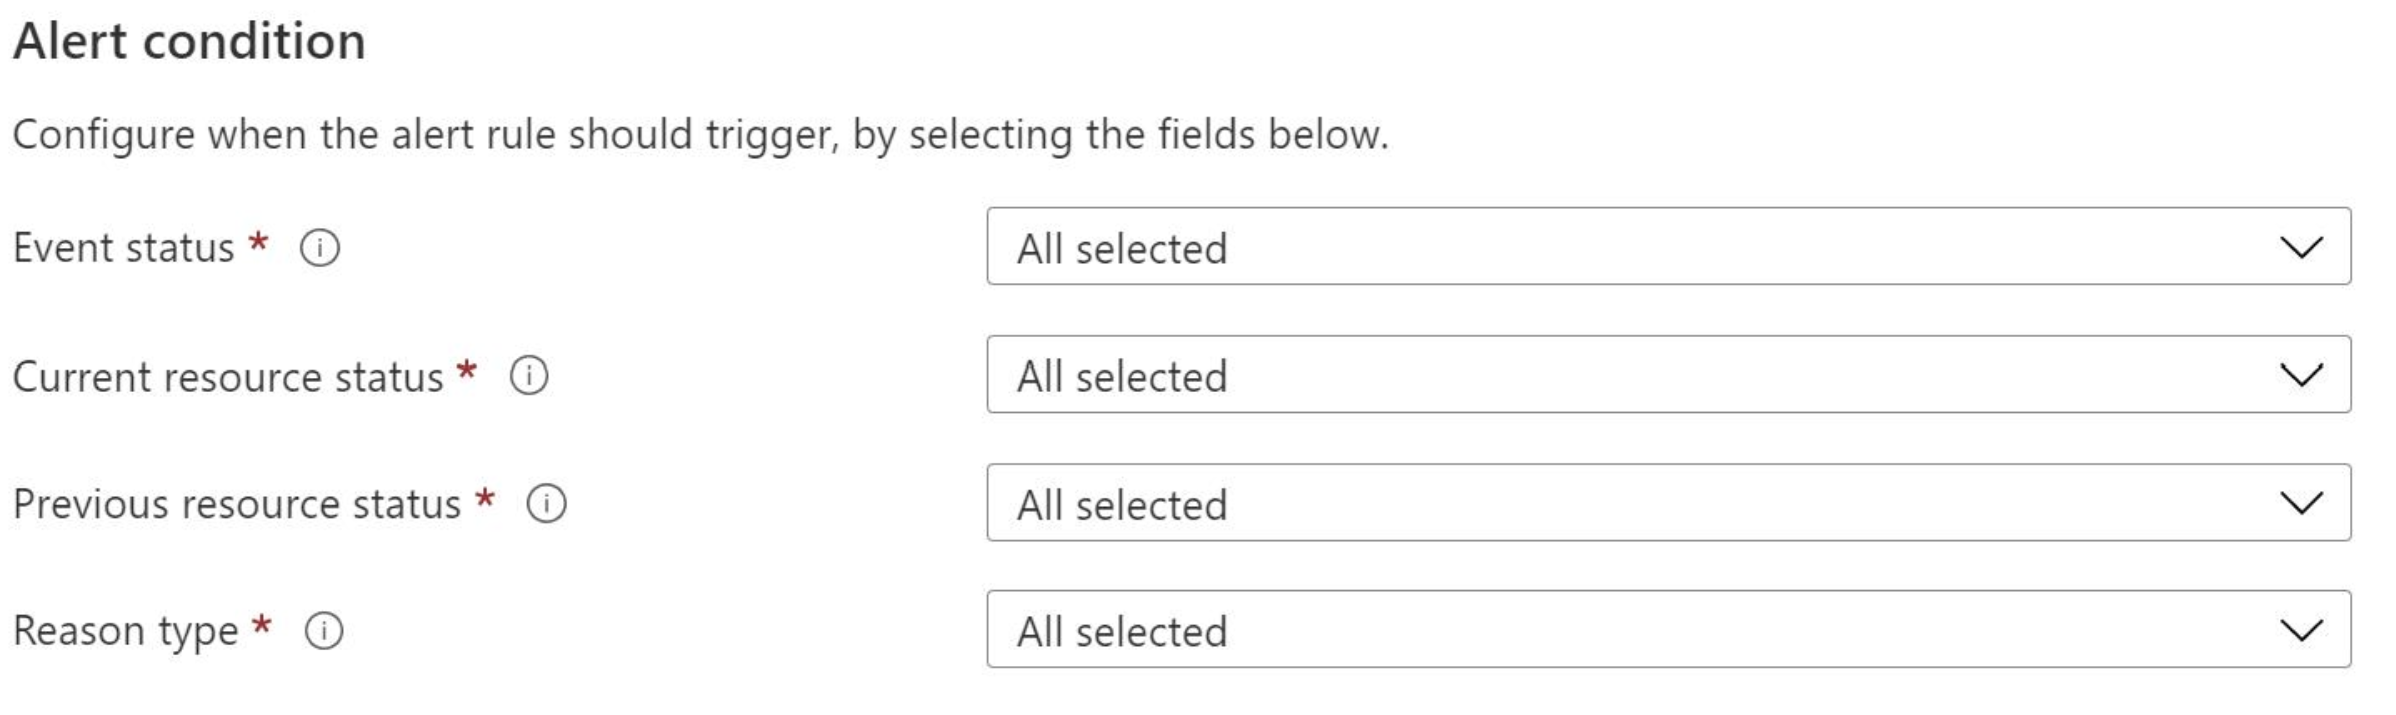 Alert condition
Configure when the alert rule should trigger, by selecting the fields below.
Event status * All selected
Current resource status * All selected
Previous resource status * All selected
Reason type * All selected